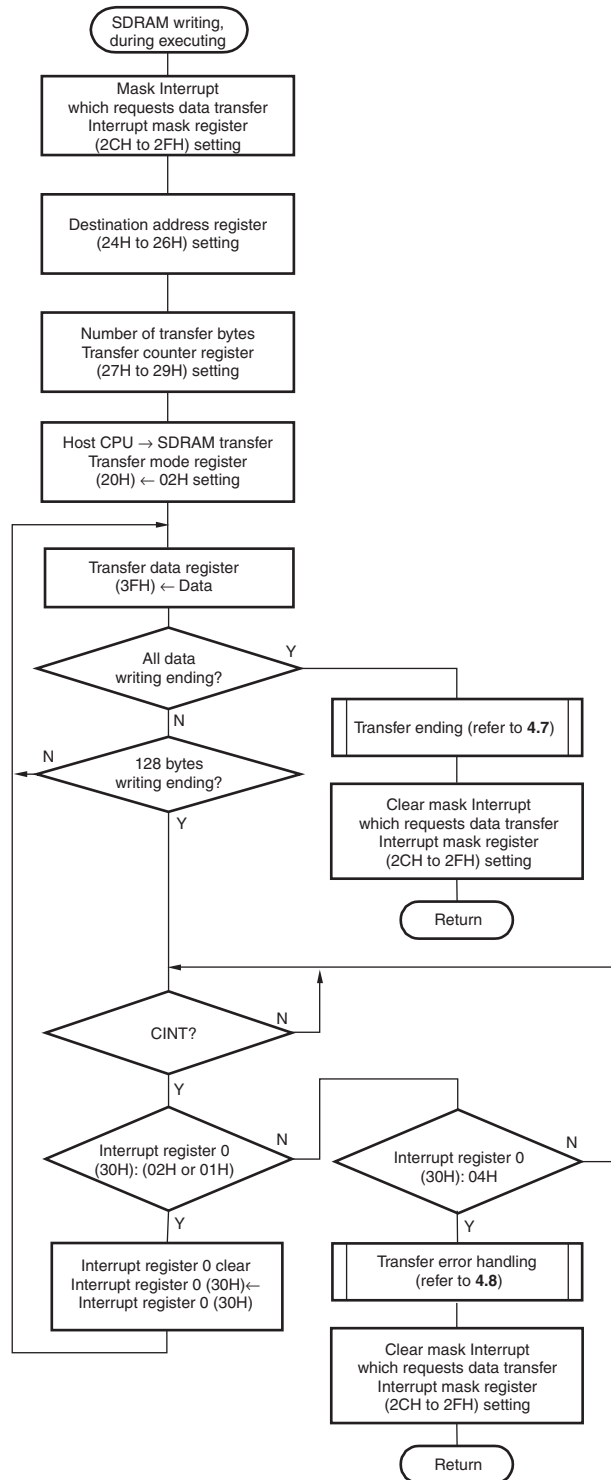 SDRAM writing,
during executing
Mask Interrupt
which requests data transfer
Interrupt mask register
(2CH to 2FH) setting
Destination address register
(24H to 26H) setting
Number of transfer bytes
Transfer counter register
(27H to 29H) setting
Host CPU → SDRAM transfer
Transfer mode register
(20H) ← 02H setting
Transfer data register
(3FH) ← Data
All data
writing ending?
Y
N
Transfer ending (refer to 4.7)
N
128 bytes
writing ending?
Y
Clear mask Interrupt
which requests data transfer
Interrupt mask register
(2CH to 2FH) setting
Return
CINT?
N
Y
Interrupt register 0
(30H): (02H or 01H)
N
Interrupt register 0
(30H): 04H
N
Y
Y
Interrupt register 0 clear
Interrupt register 0 (30H)←
Interrupt register 0 (30H)
Transfer error handling
(refer to 4.8)
Clear mask Interrupt
which requests data transfer
Interrupt mask register
(2CH to 2FH) setting
Return